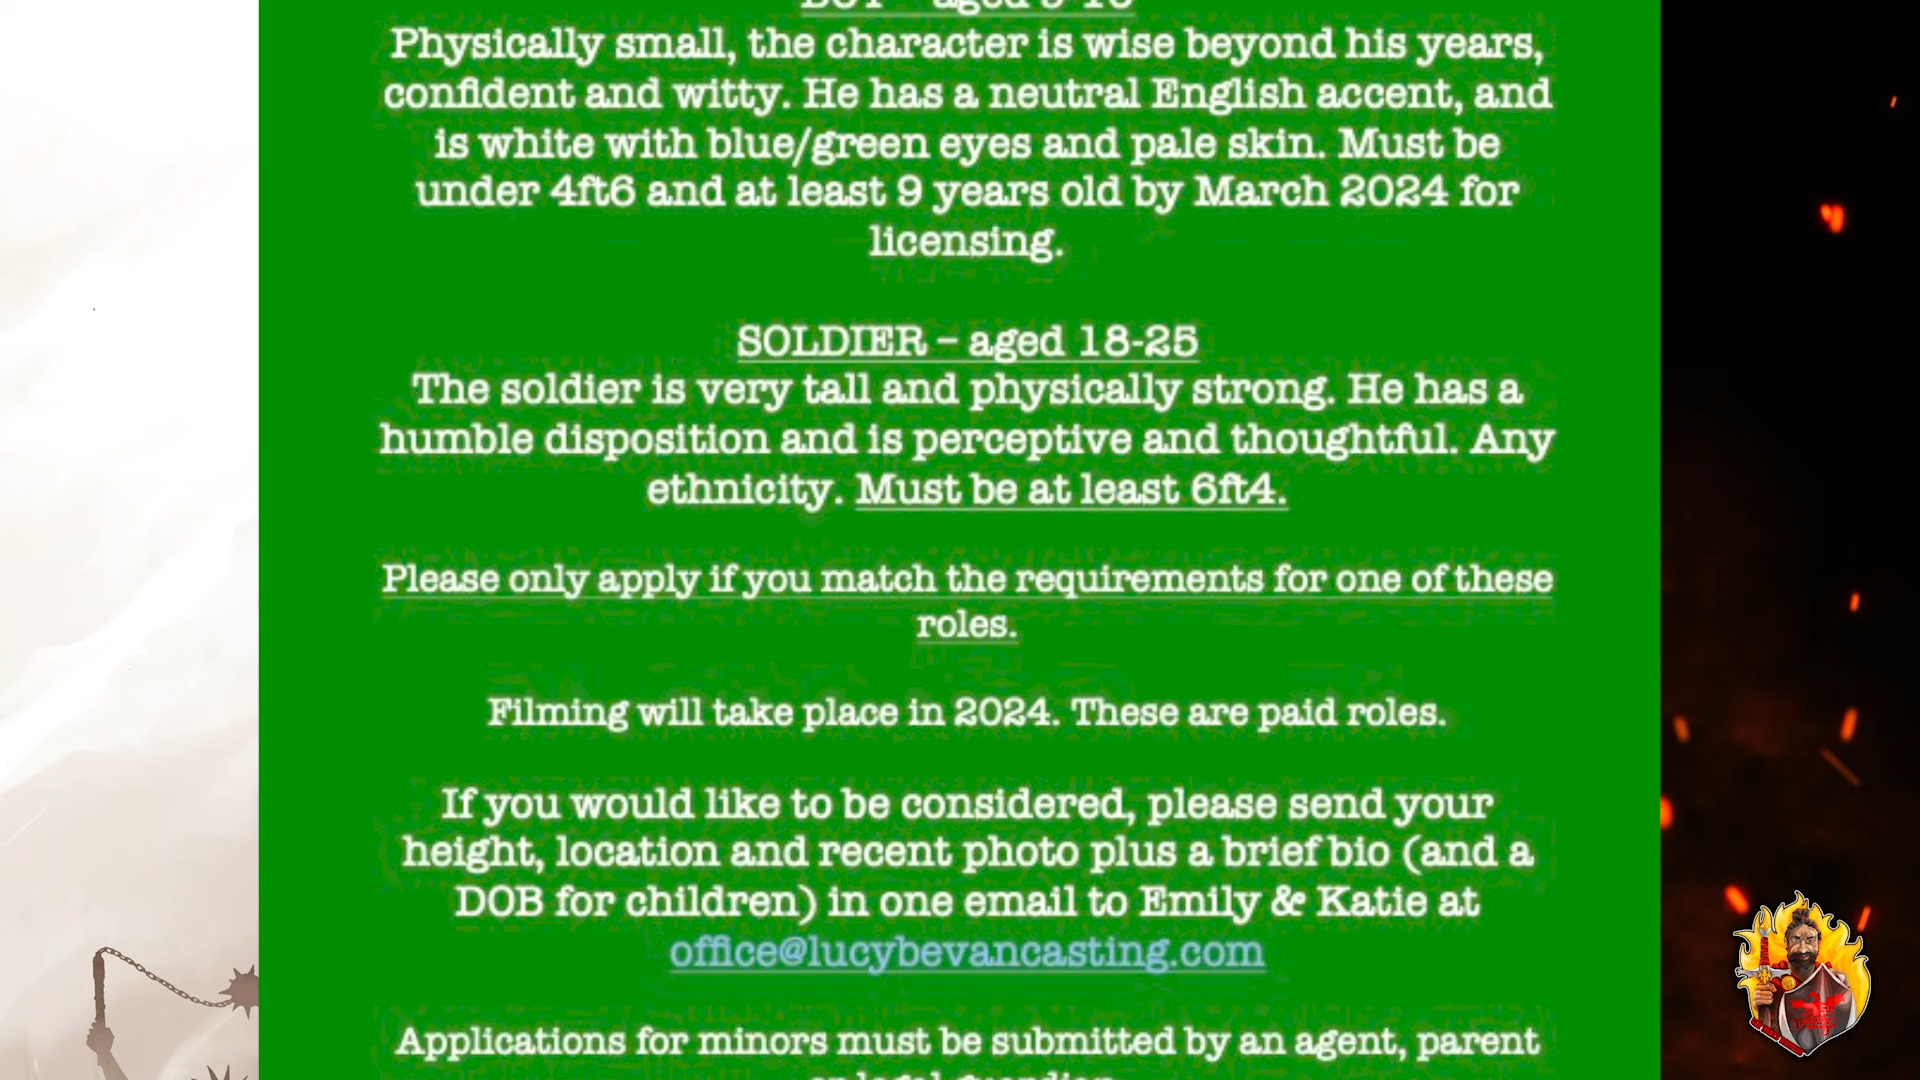 Physically small, the character is wise beyond his years,
confident and witty. He has a neutral English accent, and
is white with blue/green eyes and pale skin. Must be
under 4ft6 and at least 9 years old by March 2024 for
licensing.
SOLDIER – aged 18-25
The soldier is very tall and physically strong. He has a
humble disposition and is perceptive and thoughtful. Any
ethnicity. Must be at least 6ft4.
Please only apply if you match the requirements for one of these
roles.
Filming will take place in 2024. These are paid roles.
If you would like to be considered, please send your
height, location and recent photo plus a brief bio (and a
DOB for children) in one email to Emily & Katie at
office@lucybevancasting.com
Applications for minors must be submitted by an agent, parent